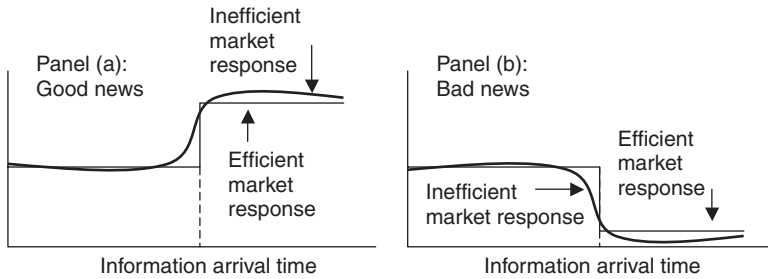 Panel (a):
Good news
Inefficient
market
response
Efficient
market
response
Information arrival time
Panel (b):
Bad news
Inefficient
market response
Efficient
market
response
Information arrival time